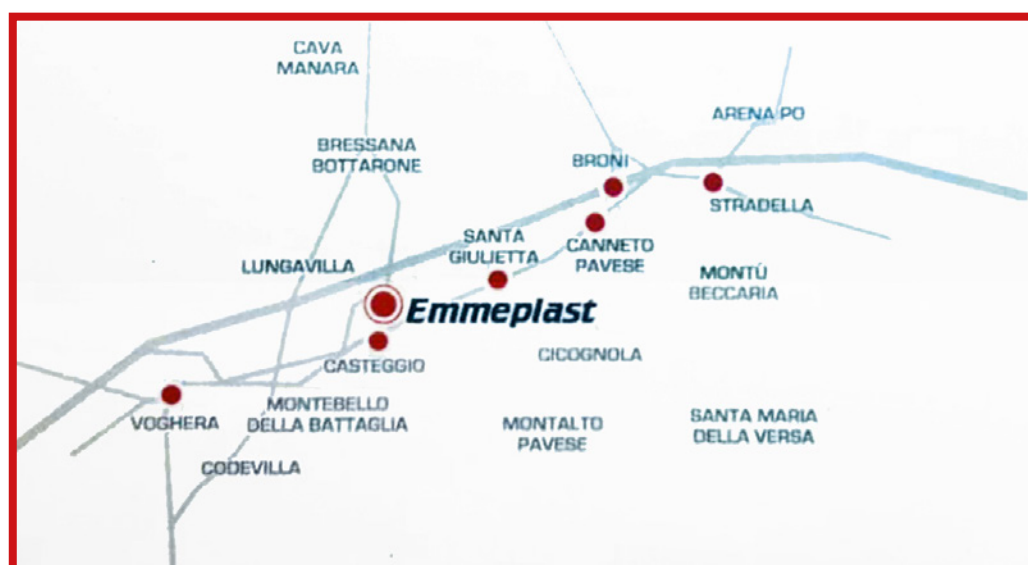 CAVA
MANARA
ARENA PO
BRESSANA
BOTTARONE
BRONI
STRADELLA
SANTA
GIULIETTA
CANNETO
PAVESE
LUNGAVILLA
MONTÙ
BECCARIA
Emmeplast
CICOGNOLA
CASTEGGIO
MONTEBELLO
DELLA BATTAGLIA
VOGHERA
MONTALTO
PAVESE
SANTA MARIA
DELLA VERSA
CODEVILLA